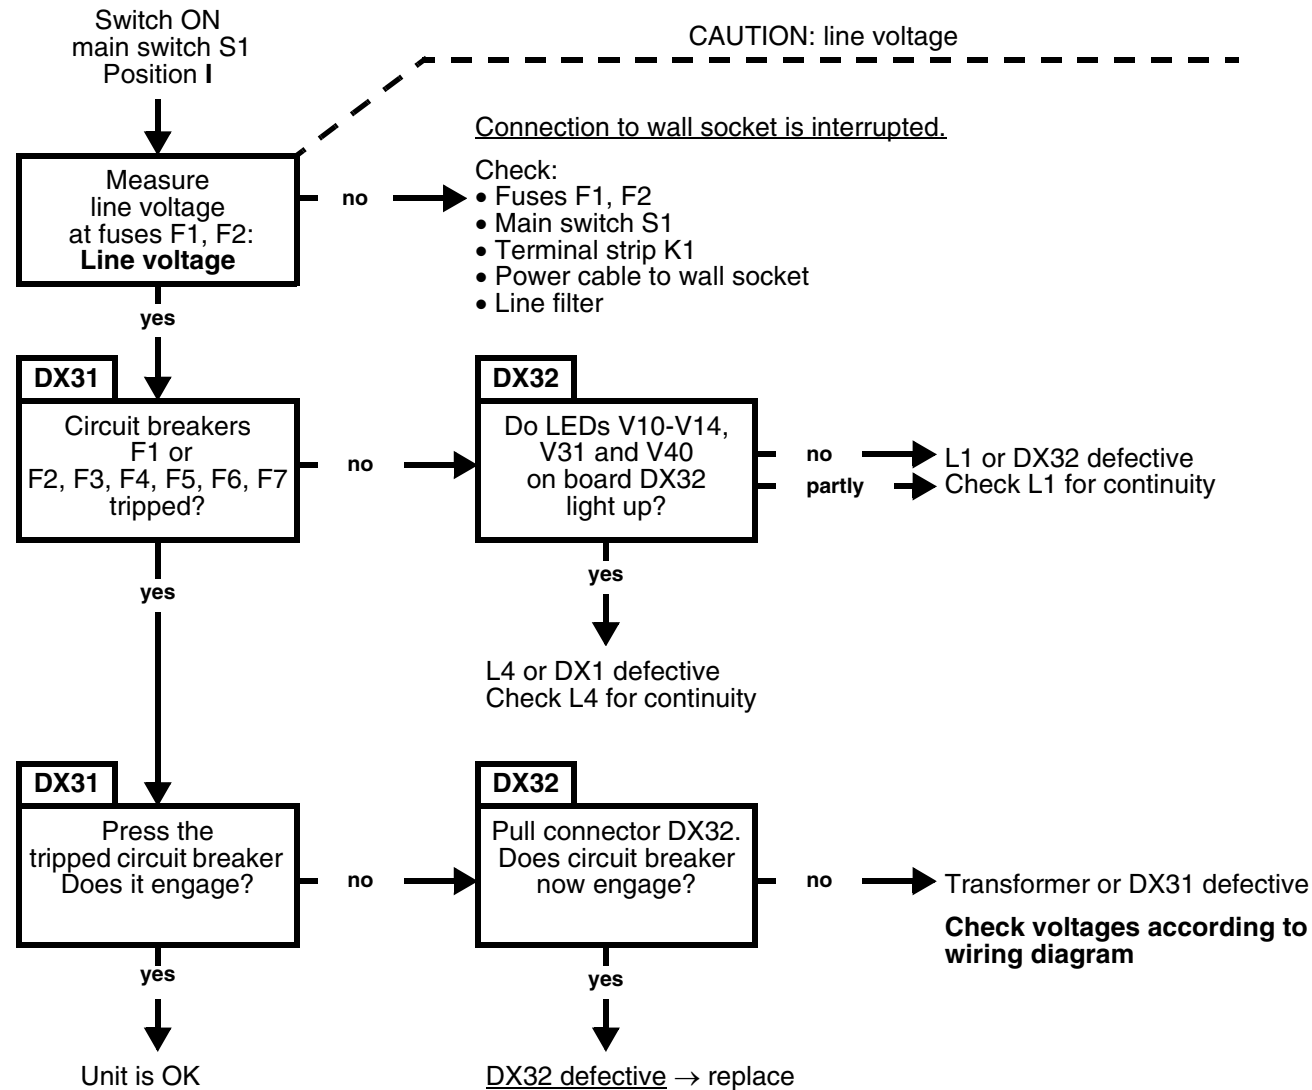 Switch ON
main switch S1
Position I
CAUTION: line voltage
Measure
line voltage
at fuses F1, F2:
Line voltage
no
Connection to wall socket is interrupted.
Check:
• Fuses F1, F2
• Main switch S1
• Terminal strip K1
• Power cable to wall socket
• Line filter
yes
DX31
Circuit breakers
F1 or
F2, F3, F4, F5, F6, F7
tripped?
no
DX32
Do LEDs V10-V14,
V31 and V40
on board DX32
light up?
no
L1 or DX32 defective
partly
Check L1 for continuity
yes
yes
L4 or DX1 defective
Check L4 for continuity
DX31
Press the
tripped circuit breaker
Does it engage?
no
DX32
Pull connector DX32.
Does circuit breaker
now engage?
no
Transformer or DX31 defective
Check voltages according to
wiring diagram
yes
yes
Unit is OK
DX32 defective → replace